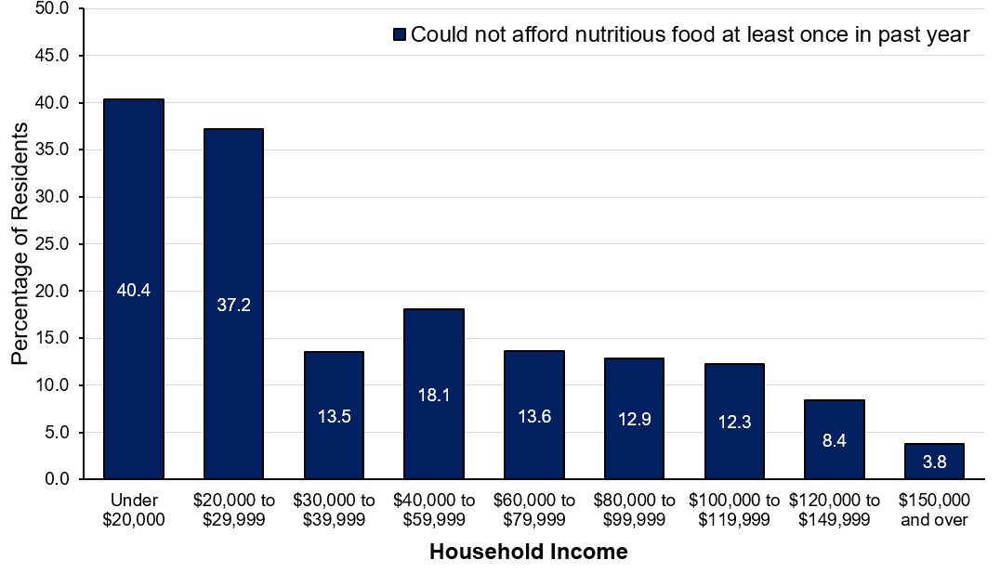 50.0
45.0
40.0
35.0
30.0
25.0
20.0
15.0
10.0
5.0
0.0
Percentage of Residents
Could not afford nutritious food at least once in past year
40.4
37.2
13.5
18.1
13.6
12.9
12.3
8.4
3.8
Under
$20,000
$20,000 to
$29,999
$30,000 to
$39,999
$40,000 to
$59,999
$60,000 to
$79,999
$80,000 to
$99,999
$100,000 to
$119,999
$120,000 to
$149,999
$150,000
and over
Household Income